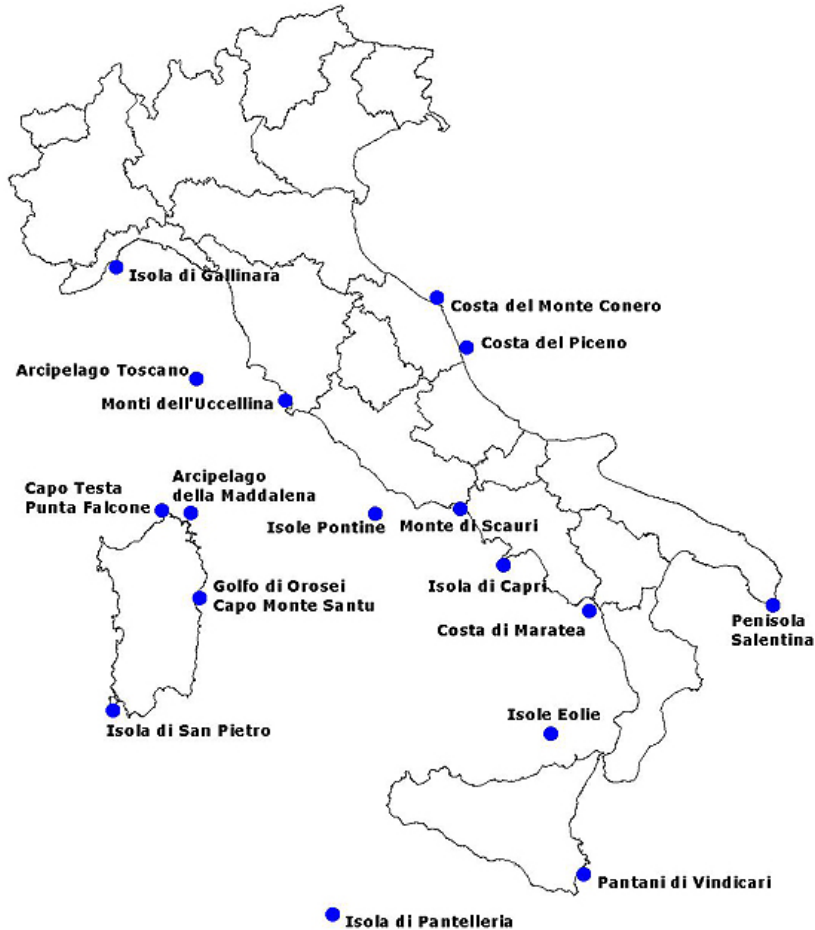 Isola di Gallinara
Costa del Monte Conero
Costa del Piceno
Arcipelago Toscano
Monti dell'Uccellina
Capo Testa
Punta Falcone
Arcipelago
della Maddalena
Isole Pontine
Monte di Scauri
Isola di Capri
Golfo di Orosei
Capo Monte Santu
Costa di Maratea
Penisola
Salentina
Isole Eolie
Isola di San Pietro
Pantani di Vindicari
Isola di Pantelleria